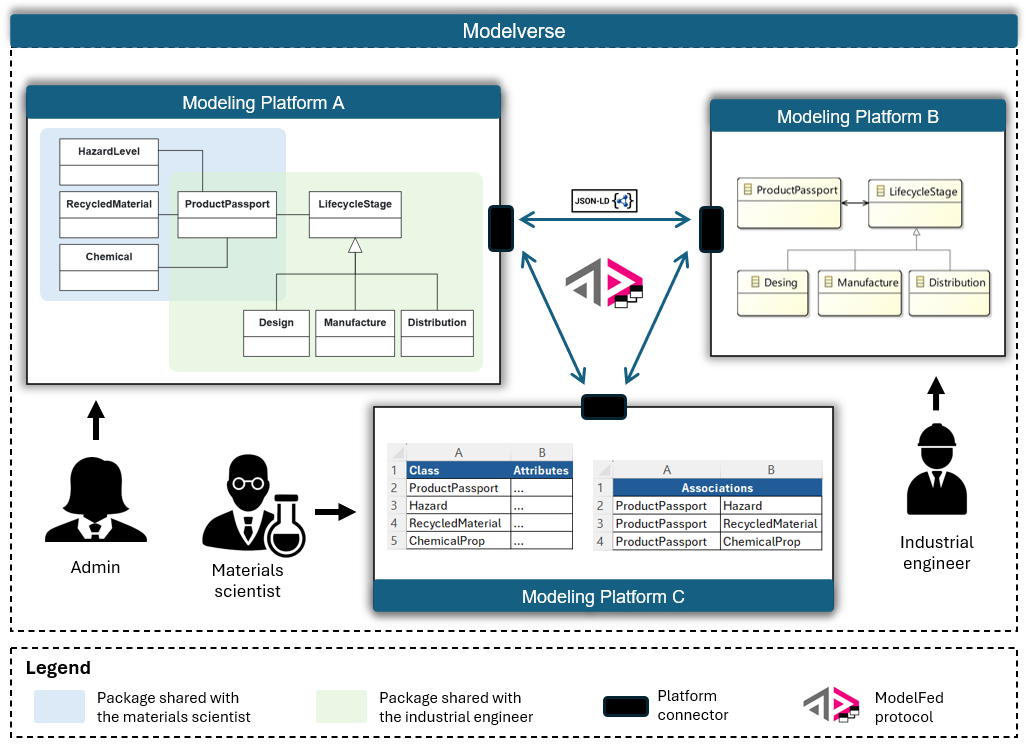 Modelverse
Modeling Platform A
HazardLevel
RecycledMaterial
ProductPassport
LifecycleStage
Chemical
Design
Manufacture
Distribution
JSON-LD
Modeling Platform B
ProductPassport
LifecycleStage
Desing
Manufacture
Distribution
A B
1 Class Attributes
2 ProductPassport ...
3 Hazard ...
4 RecycledMaterial ...
5 ChemicalProp ...
A B
1 Associations
2 ProductPassport Hazard
3 ProductPassport RecycledMaterial
4 ProductPassport ChemicalProp
Modeling Platform C
Admin
Materials
scientist
Industrial
engineer
Legend
Package shared with
the materials scientist
Package shared with
the industrial engineer
Platform
connector
ModelFed
protocol